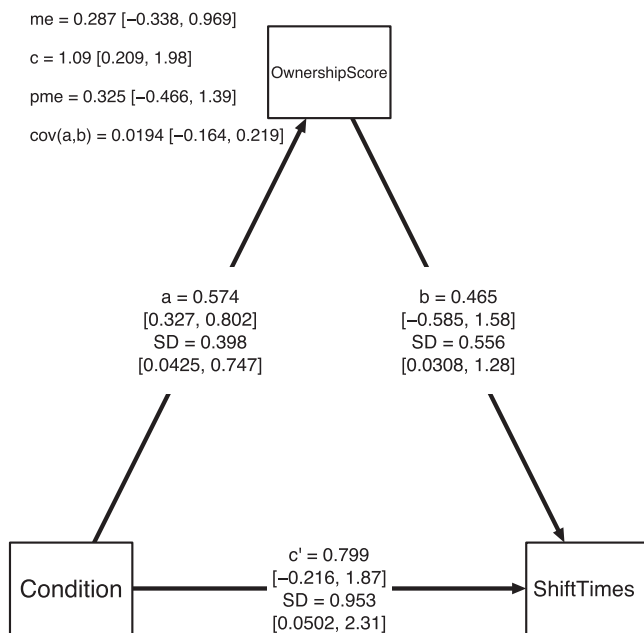 me = 0.287 [−0.338, 0.969]
c = 1.09 [0.209, 1.98]
pme = 0.325 [−0.466, 1.39]
cov(a,b) = 0.0194 [−0.164, 0.219]
OwnershipScore
a = 0.574
[0.327, 0.802]
SD = 0.398
[0.0425, 0.747]
b = 0.465
[−0.585, 1.58]
SD = 0.556
[0.0308, 1.28]
Condition
c' = 0.799
[−0.216, 1.87]
SD = 0.953
[0.0502, 2.31]
ShiftTimes